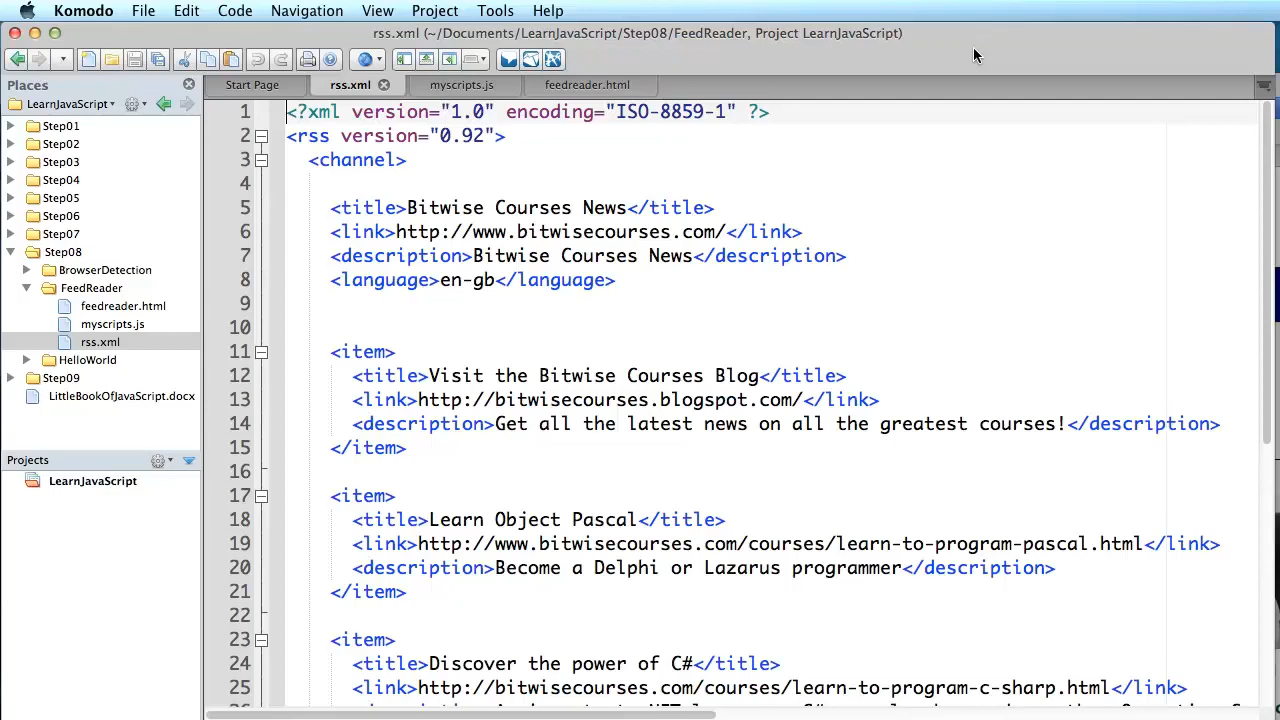 Komodo File Edit Code Navigation View Project Tools Help
rss.xml (~/Documents/LearnJavaScript/Step08/FeedReader, Project LearnJavaScript)
Places
LearnJavaScript
Step01
Step02
Step03
Step04
Step05
Step06
Step07
Step08
BrowserDetection
FeedReader
feedreader.html
myscripts.js
rss.xml
HelloWorld
Step09
LittleBookOfJavaScript.docx
Projects
LearnJavaScript
Start Page rss.xml myscripts.js feedreader.html
1 <?xml version="1.0" encoding="ISO-8859-1" ?>
2 <rss version="0.92">
3 <channel>
4
5 <title>Bitwise Courses News</title>
6 <link>http://www.bitwisecourses.com/</link>
7 <description>Bitwise Courses News</description>
8 <language>en-gb</language>
9
10
11 <item>
12 <title>Visit the Bitwise Courses Blog</title>
13 <link>http://bitwisecourses.blogspot.com/</link>
14 <description>Get all the latest news on all the greatest courses!</description>
15 </item>
16
17 <item>
18 <title>Learn Object Pascal</title>
19 <link>http://www.bitwisecourses.com/courses/learn-to-program-pascal.html</link>
20 <description>Become a Delphi or Lazarus programmer</description>
21 </item>
22
23 <item>
24 <title>Discover the power of C#</title>
25 <link>http://bitwisecourses.com/courses/learn-to-program-c-sharp.html</link>